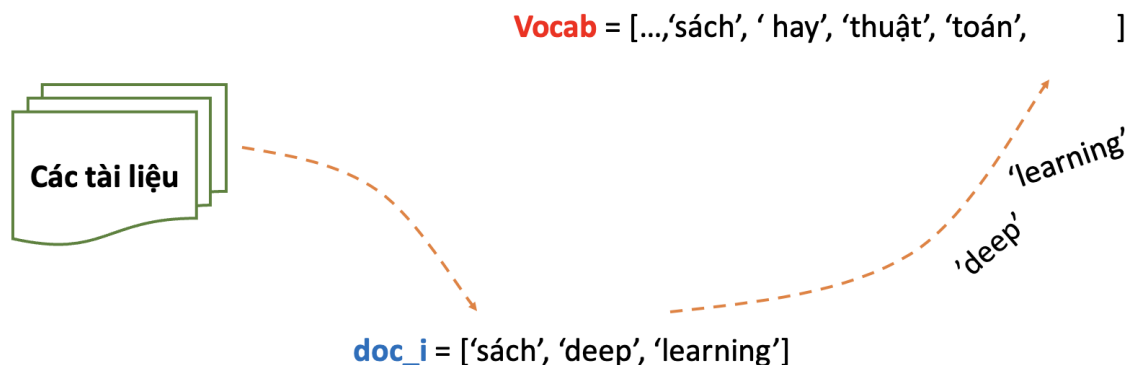 Vocab = [...,‘sách’, ‘ hay’, ‘thuật’, ‘toán’, ]
Các tài liệu
‘learning’
’deep’
doc_i = [‘sách’, ‘deep’, ‘learning’]